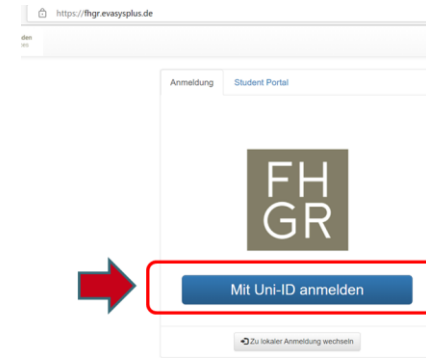 https://fhgr.evasysplus.de
Anmeldung Student Portal
FH
GR
Mit Uni-ID anmelden
Zu lokaler Anmeldung wechseln